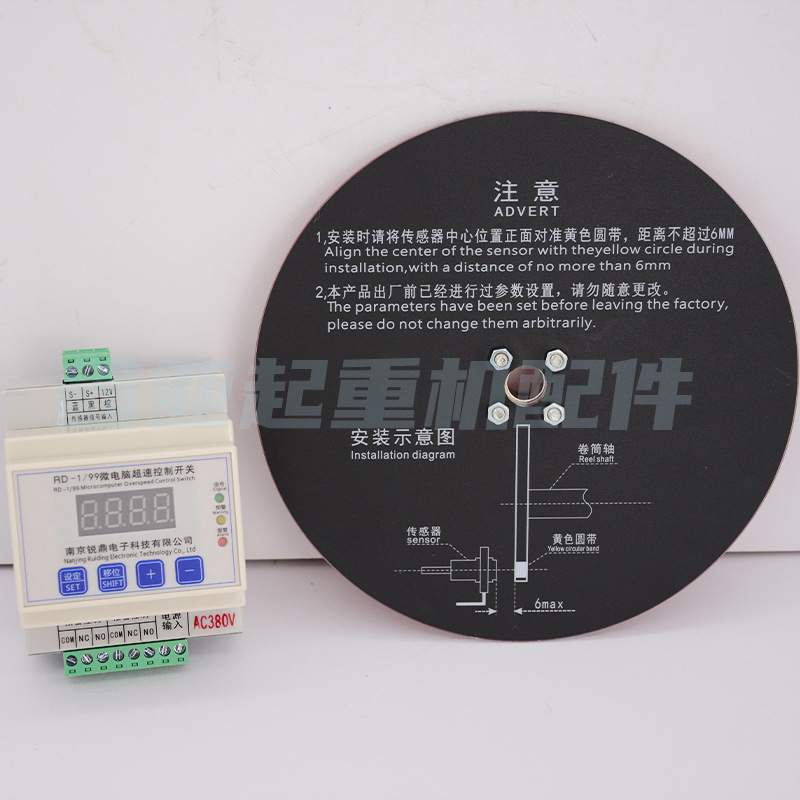 注 意
ADVERT
1,安装时请将传感器中心位置正面对准黄色圆带，距离不超过6MM
Align the center of the sensor with theyellow circle during
installation,with a distance of no more than 6mm
2,本产品出厂前已经进行过参数设置，请勿随意更改。
The parameters have been set before leaving the factory,
please do not change them arbitrarily.
起重机配件
安装示意图
Installation diagram
卷筒轴
Reel shaft
传感器
sensor
黄色圆带
Yellow circular band
6max
S- S+ 12V
蓝 黑 棕
传感器信号输入
RD-1/99微电脑超速控制开关
RD-1/99 Microcomputer Overspeed Control Switch
信号
Signal
预警
Warning
报警
Alarm
8.8.8.8.
南京锐鼎电子科技有限公司
Nanjing Ruiding Electronic Technology Co., Ltd
设定
SET
移位
SHIFT
+
−
COM NC NO COM NC NO
电源
输入
AC380V